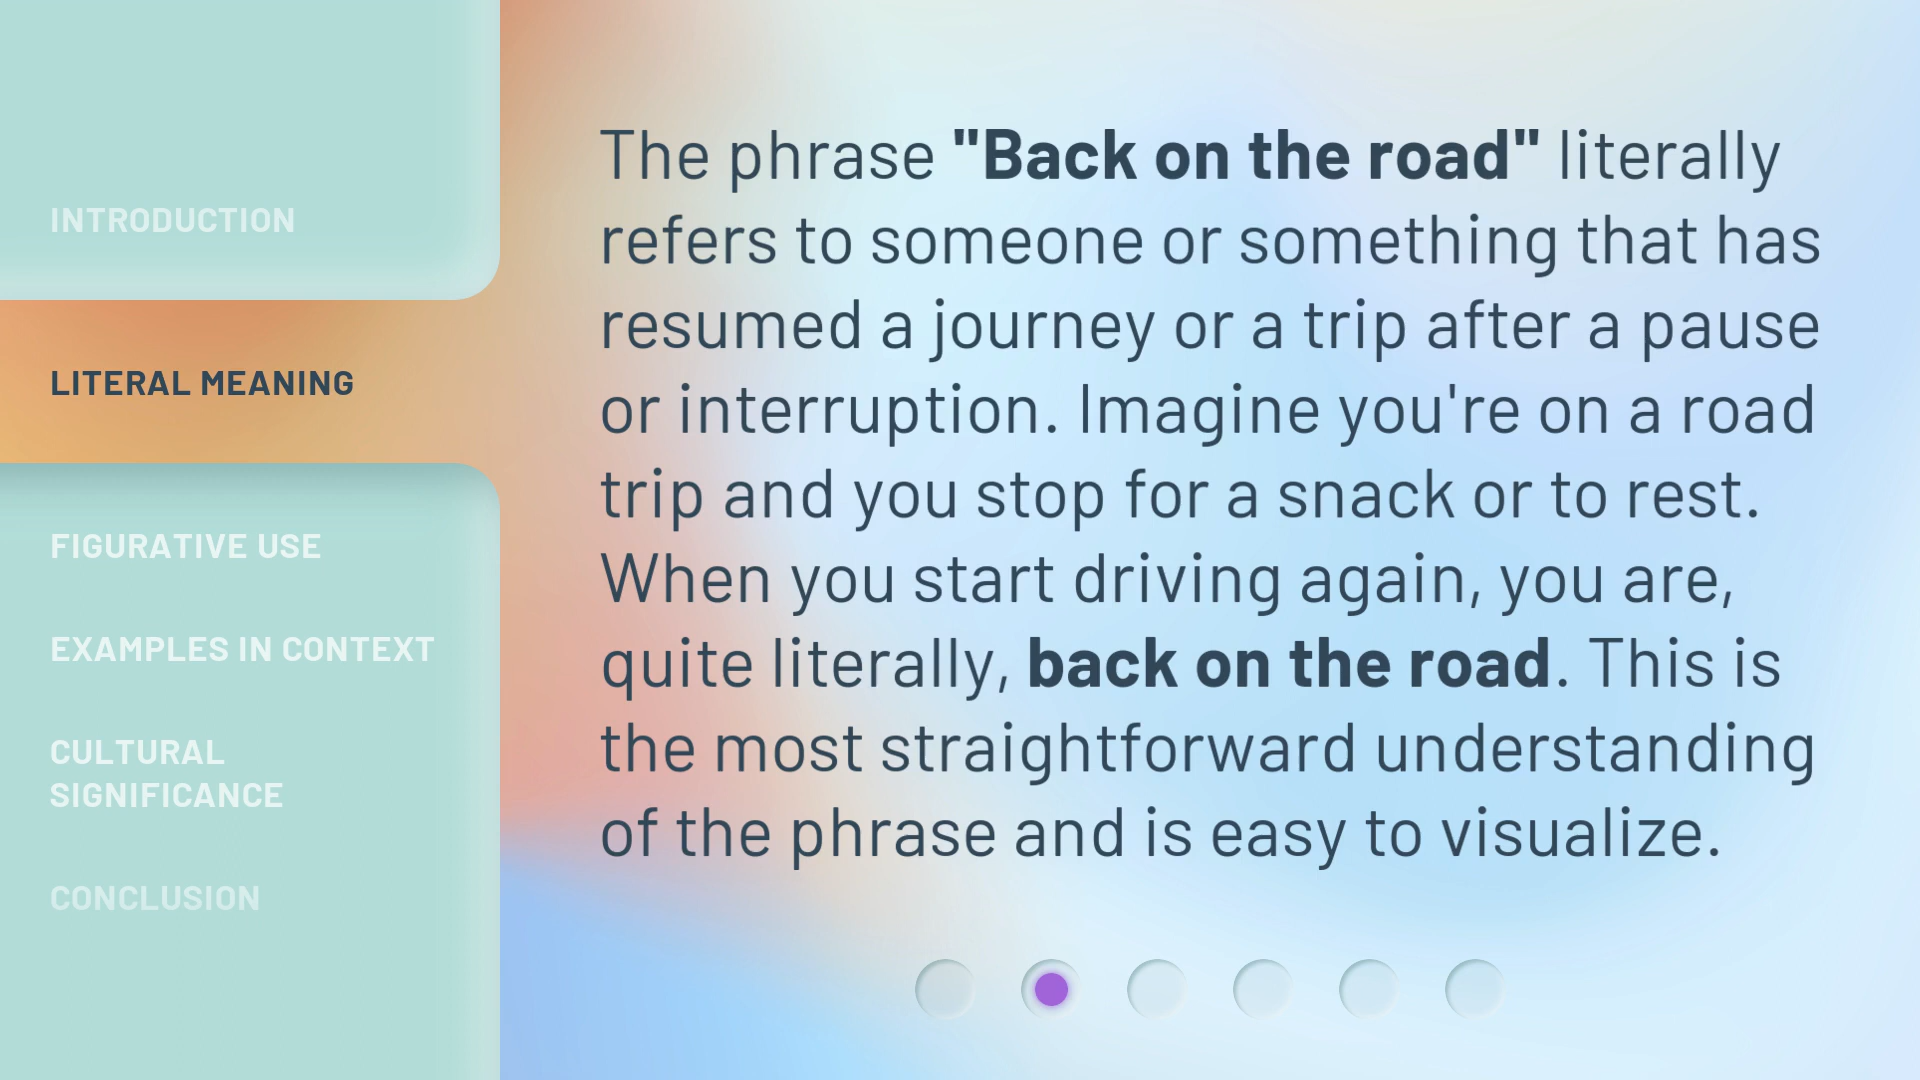 INTRODUCTION
LITERAL MEANING
FIGURATIVE USE
EXAMPLES IN CONTEXT
CULTURAL
SIGNIFICANCE
CONCLUSION
The phrase "Back on the road" literally
refers to someone or something that has
resumed a journey or a trip after a pause
or interruption. Imagine you're on a road
trip and you stop for a snack or to rest.
When you start driving again, you are,
quite literally, back on the road. This is
the most straightforward understanding
of the phrase and is easy to visualize.